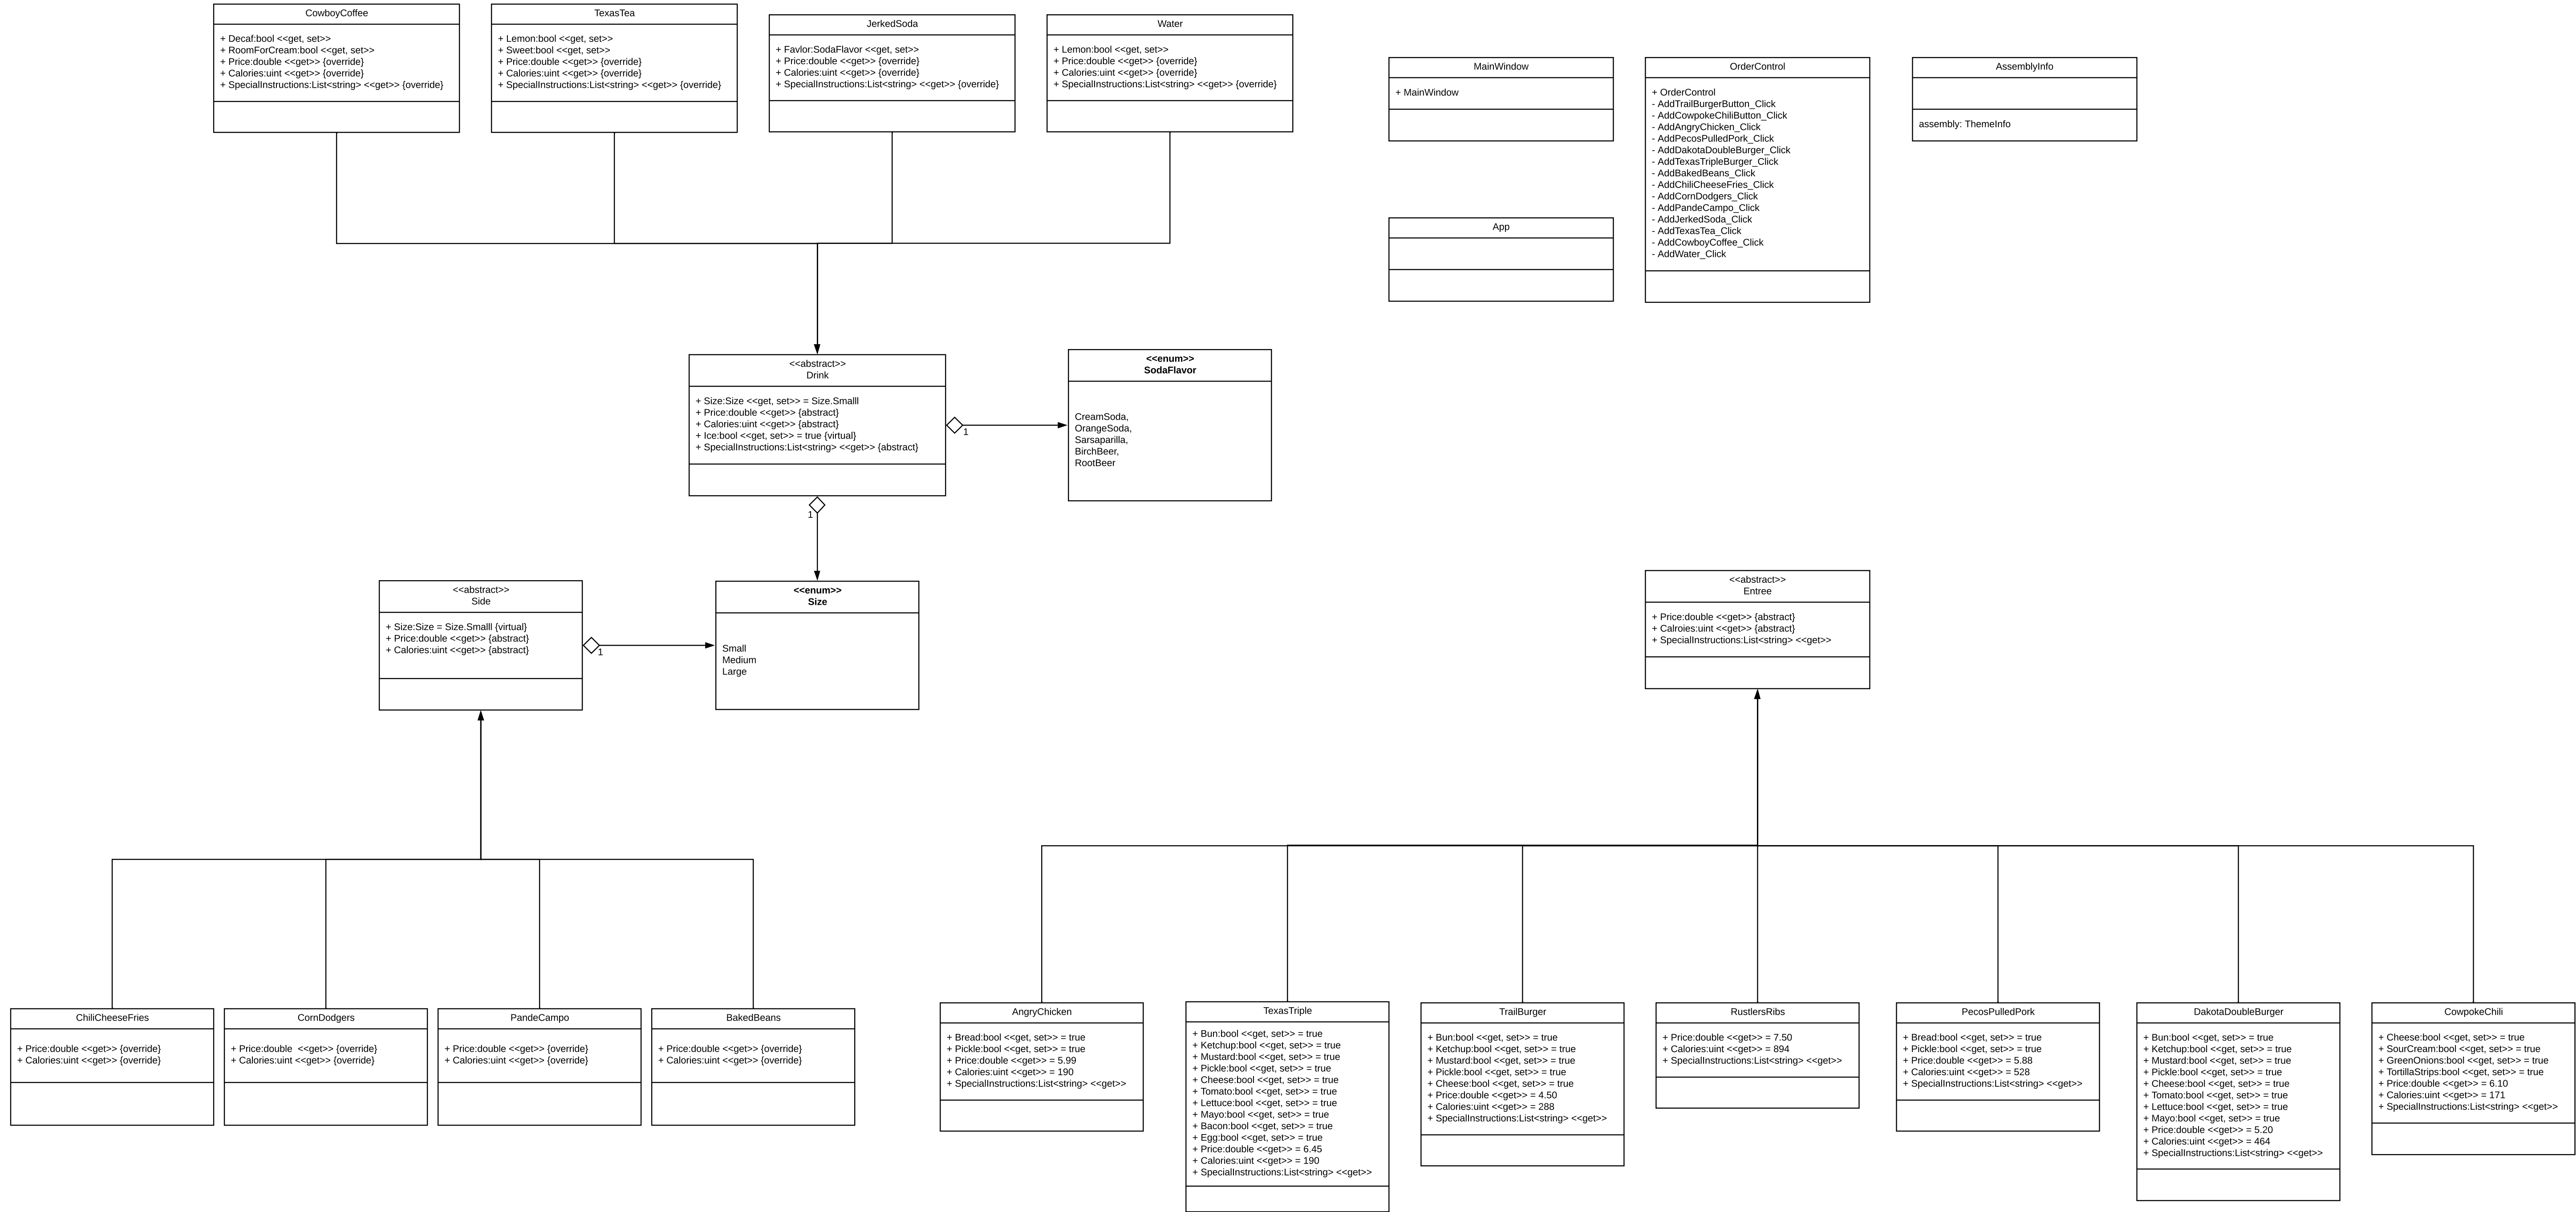 CowboyCoffee
+ Decaf:bool <<get, set>>
+ RoomForCream:bool <<get, set>>
+ Price:double <<get>> {override}
+ Calories:uint <<get>> {override}
+ SpecialInstructions:List<string> <<get>> {override}
TexasTea
+ Lemon:bool <<get, set>>
+ Sweet:bool <<get, set>>
+ Price:double <<get>> {override}
+ Calories:uint <<get>> {override}
+ SpecialInstructions:List<string> <<get>> {override}
JerkedSoda
+ Favlor:SodaFlavor <<get, set>>
+ Price:double <<get>> {override}
+ Calories:uint <<get>> {override}
+ SpecialInstructions:List<string> <<get>> {override}
Water
+ Lemon:bool <<get, set>>
+ Price:double <<get>> {override}
+ Calories:uint <<get>> {override}
+ SpecialInstructions:List<string> <<get>> {override}
MainWindow
+ MainWindow
OrderControl
+ OrderControl
- AddTrailBurgerButton_Click
- AddCowpokeChiliButton_Click
- AddAngryChicken_Click
- AddPecosPulledPork_Click
- AddDakotaDoubleBurger_Click
- AddTexasTripleBurger_Click
- AddBakedBeans_Click
- AddChiliCheeseFries_Click
- AddCornDodgers_Click
- AddPandeCampo_Click
- AddJerkedSoda_Click
- AddTexasTea_Click
- AddCowboyCoffee_Click
- AddWater_Click
AssemblyInfo
assembly: ThemeInfo
App
<<abstract>>
Drink
+ Size:Size <<get, set>> = Size.Smalll
+ Price:double <<get>> {abstract}
+ Calories:uint <<get>> {abstract}
+ Ice:bool <<get, set>> = true {virtual}
+ SpecialInstructions:List<string> <<get>> {abstract}
1
1
<<enum>>
SodaFlavor
CreamSoda,
OrangeSoda,
Sarsaparilla,
BirchBeer,
RootBeer
<<abstract>>
Side
+ Size:Size = Size.Smalll {virtual}
+ Price:double <<get>> {abstract}
+ Calories:uint <<get>> {abstract}
1
<<enum>>
Size
Small
Medium
Large
<<abstract>>
Entree
+ Price:double <<get>> {abstract}
+ Calroies:uint <<get>> {abstract}
+ SpecialInstructions:List<string> <<get>>
ChiliCheeseFries
+ Price:double <<get>> {override}
+ Calories:uint <<get>> {override}
CornDodgers
+ Price:double  <<get>> {override}
+ Calories:uint <<get>> {override}
PandeCampo
+ Price:double <<get>> {override}
+ Calories:uint <<get>> {override}
BakedBeans
+ Price:double <<get>> {override}
+ Calories:uint <<get>> {override}
AngryChicken
+ Bread:bool <<get, set>> = true
+ Pickle:bool <<get, set>> = true
+ Price:double <<get>> = 5.99
+ Calories:uint <<get>> = 190
+ SpecialInstructions:List<string> <<get>>
TexasTriple
+ Bun:bool <<get, set>> = true
+ Ketchup:bool <<get, set>> = true
+ Mustard:bool <<get, set>> = true
+ Pickle:bool <<get, set>> = true
+ Cheese:bool <<get, set>> = true
+ Tomato:bool <<get, set>> = true
+ Lettuce:bool <<get, set>> = true
+ Mayo:bool <<get, set>> = true
+ Bacon:bool <<get, set>> = true
+ Egg:bool <<get, set>> = true
+ Price:double <<get>> = 6.45
+ Calories:uint <<get>> = 190
+ SpecialInstructions:List<string> <<get>>
TrailBurger
+ Bun:bool <<get, set>> = true
+ Ketchup:bool <<get, set>> = true
+ Mustard:bool <<get, set>> = true
+ Pickle:bool <<get, set>> = true
+ Cheese:bool <<get, set>> = true
+ Price:double <<get>> = 4.50
+ Calories:uint <<get>> = 288
+ SpecialInstructions:List<string> <<get>>
RustlersRibs
+ Price:double <<get>> = 7.50
+ Calories:uint <<get>> = 894
+ SpecialInstructions:List<string> <<get>>
PecosPulledPork
+ Bread:bool <<get, set>> = true
+ Pickle:bool <<get, set>> = true
+ Price:double <<get>> = 5.88
+ Calories:uint <<get>> = 528
+ SpecialInstructions:List<string> <<get>>
DakotaDoubleBurger
+ Bun:bool <<get, set>> = true
+ Ketchup:bool <<get, set>> = true
+ Mustard:bool <<get, set>> = true
+ Pickle:bool <<get, set>> = true
+ Cheese:bool <<get, set>> = true
+ Tomato:bool <<get, set>> = true
+ Lettuce:bool <<get, set>> = true
+ Mayo:bool <<get, set>> = true
+ Price:double <<get>> = 5.20
+ Calories:uint <<get>> = 464
+ SpecialInstructions:List<string> <<get>>
CowpokeChili
+ Cheese:bool <<get, set>> = true
+ SourCream:bool <<get, set>> = true
+ GreenOnions:bool <<get, set>> = true
+ TortillaStrips:bool <<get, set>> = true
+ Price:double <<get>> = 6.10
+ Calories:uint <<get>> = 171
+ SpecialInstructions:List<string> <<get>>